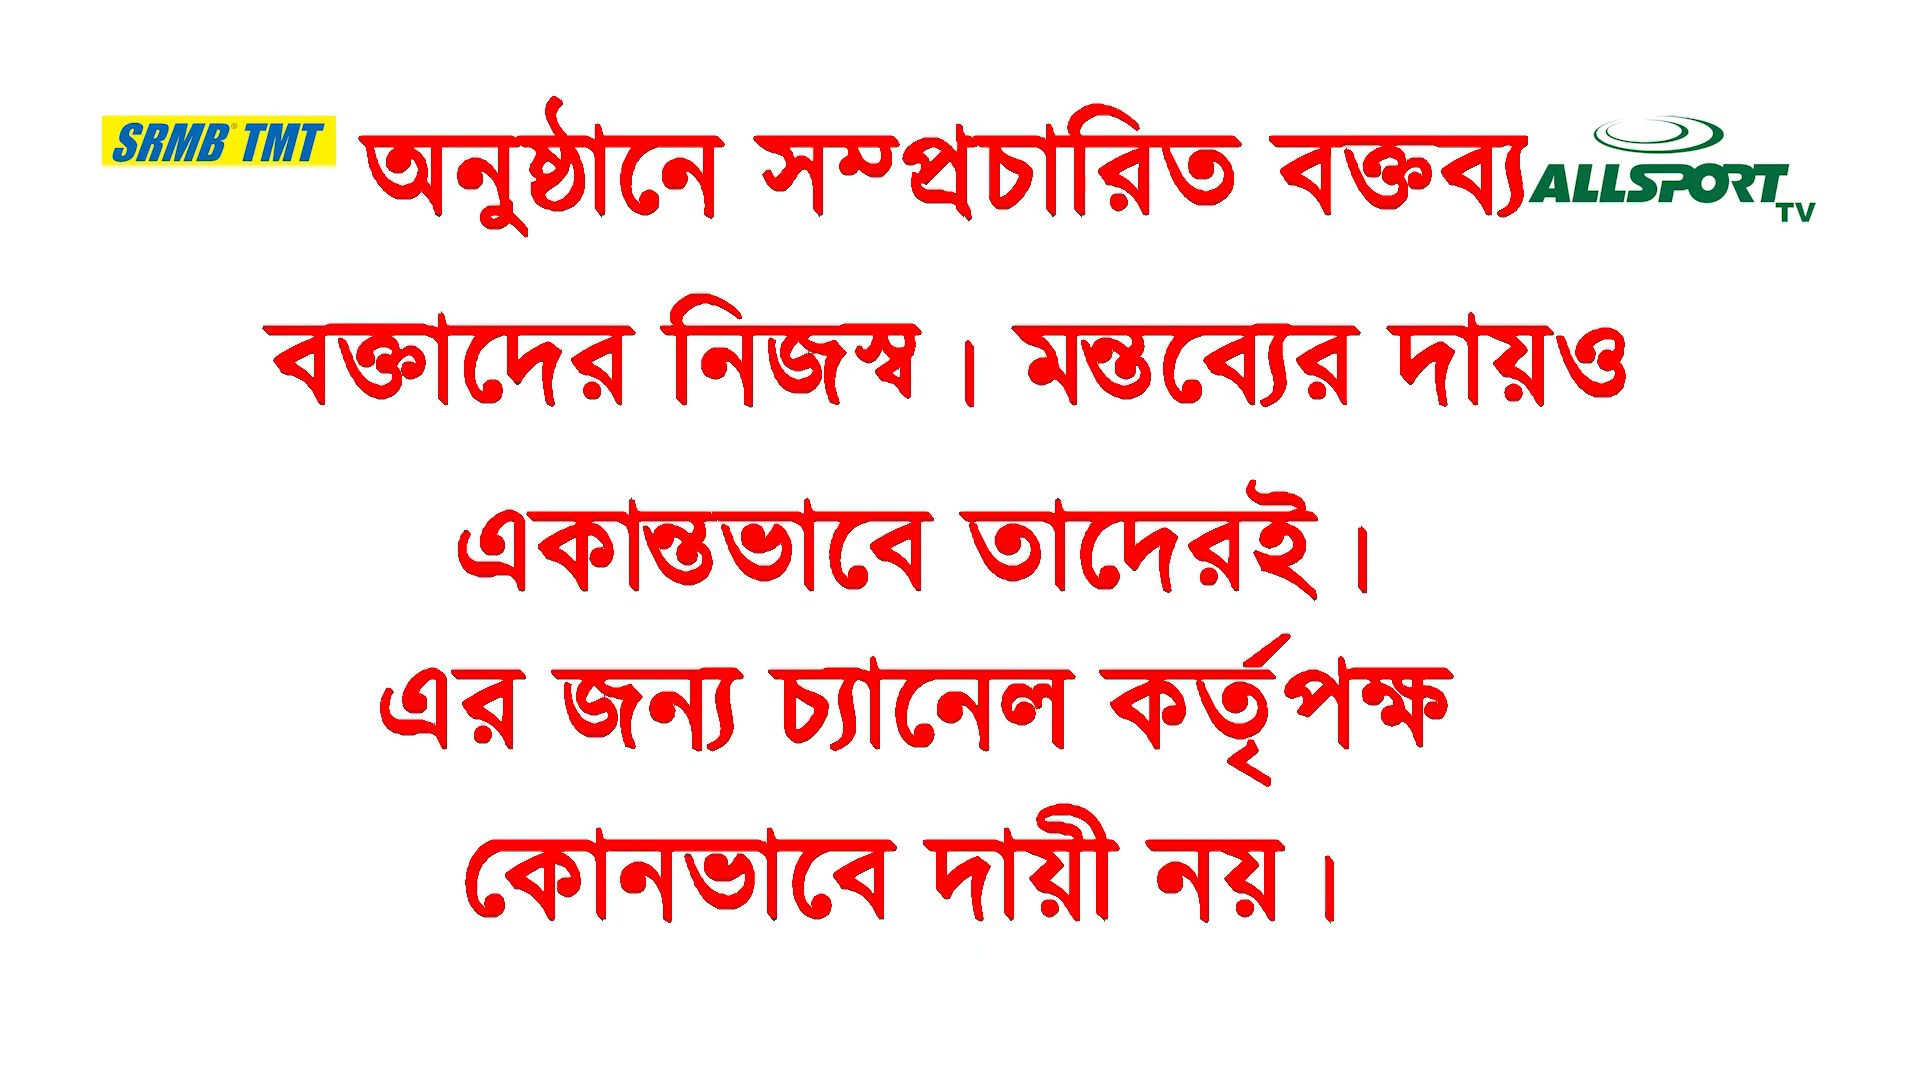 SRMB® TMT
অনুষ্ঠানে সম্প্রচারিত বক্তব্য
ALLSPORT
TV
বক্তাদের নিজস্ব। মন্তব্যের দায়ও
একান্তভাবে তাদেরই।
এর জন্য চ্যানেল কর্তৃপক্ষ
কোনভাবে দায়ী নয়।